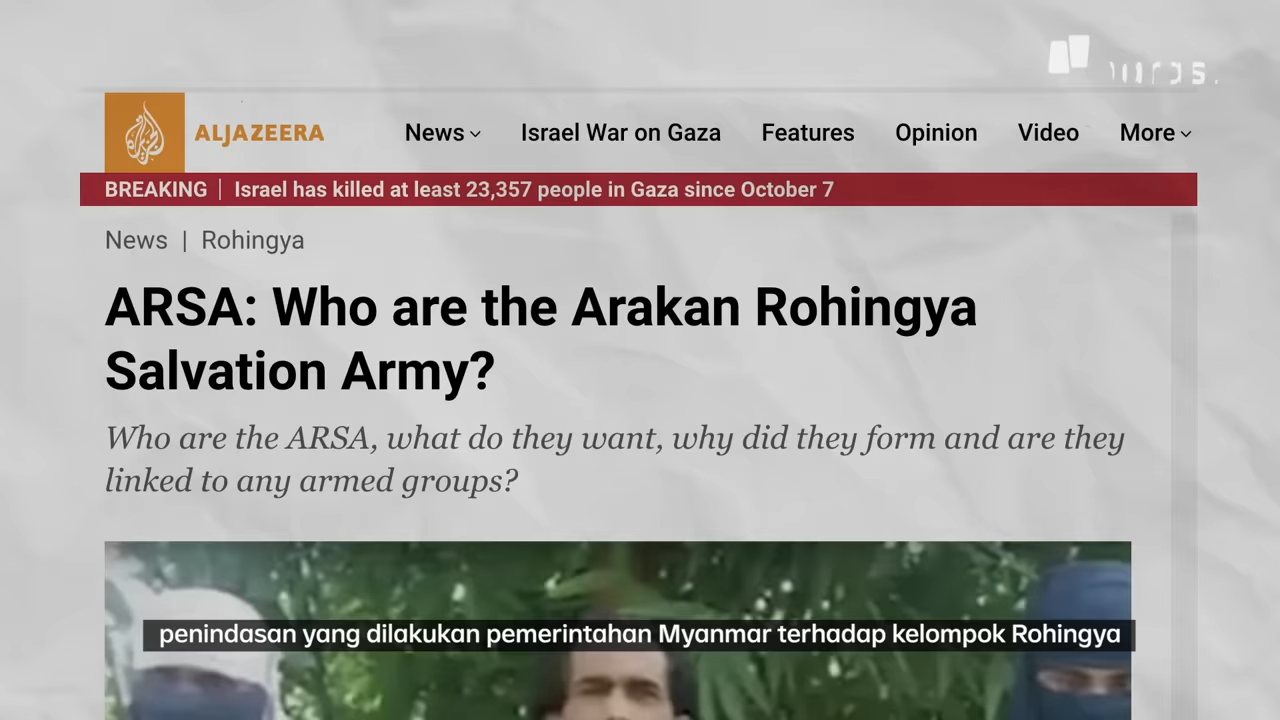 ALJAZEERA
News
Israel War on Gaza
Features
Opinion
Video
More
BREAKING | Israel has killed at least 23,357 people in Gaza since October 7
News | Rohingya
ARSA: Who are the Arakan Rohingya
Salvation Army?
Who are the ARSA, what do they want, why did they form and are they
linked to any armed groups?
penindasan yang dilakukan pemerintahan Myanmar terhadap kelompok Rohingya